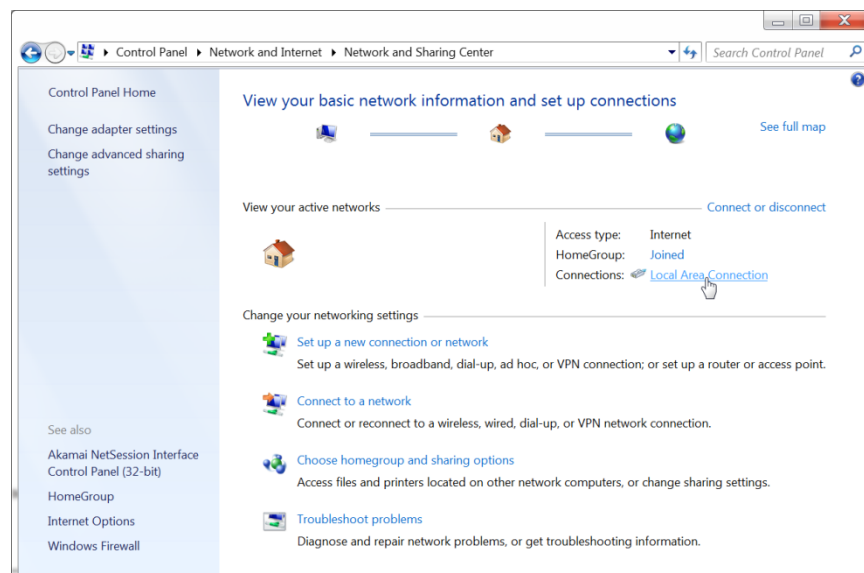 Control Panel ▸ Network and Internet ▸ Network and Sharing Center
Search Control Panel
Control Panel Home
Change adapter settings
Change advanced sharing
settings
See also
Akamai NetSession Interface
Control Panel (32-bit)
HomeGroup
Internet Options
Windows Firewall
View your basic network information and set up connections
See full map
View your active networks
Connect or disconnect
Access type: Internet
HomeGroup: Joined
Connections: Local Area Connection
Change your networking settings
Set up a new connection or network
Set up a wireless, broadband, dial-up, ad hoc, or VPN connection; or set up a router or access point.
Connect to a network
Connect or reconnect to a wireless, wired, dial-up, or VPN network connection.
Choose homegroup and sharing options
Access files and printers located on other network computers, or change sharing settings.
Troubleshoot problems
Diagnose and repair network problems, or get troubleshooting information.